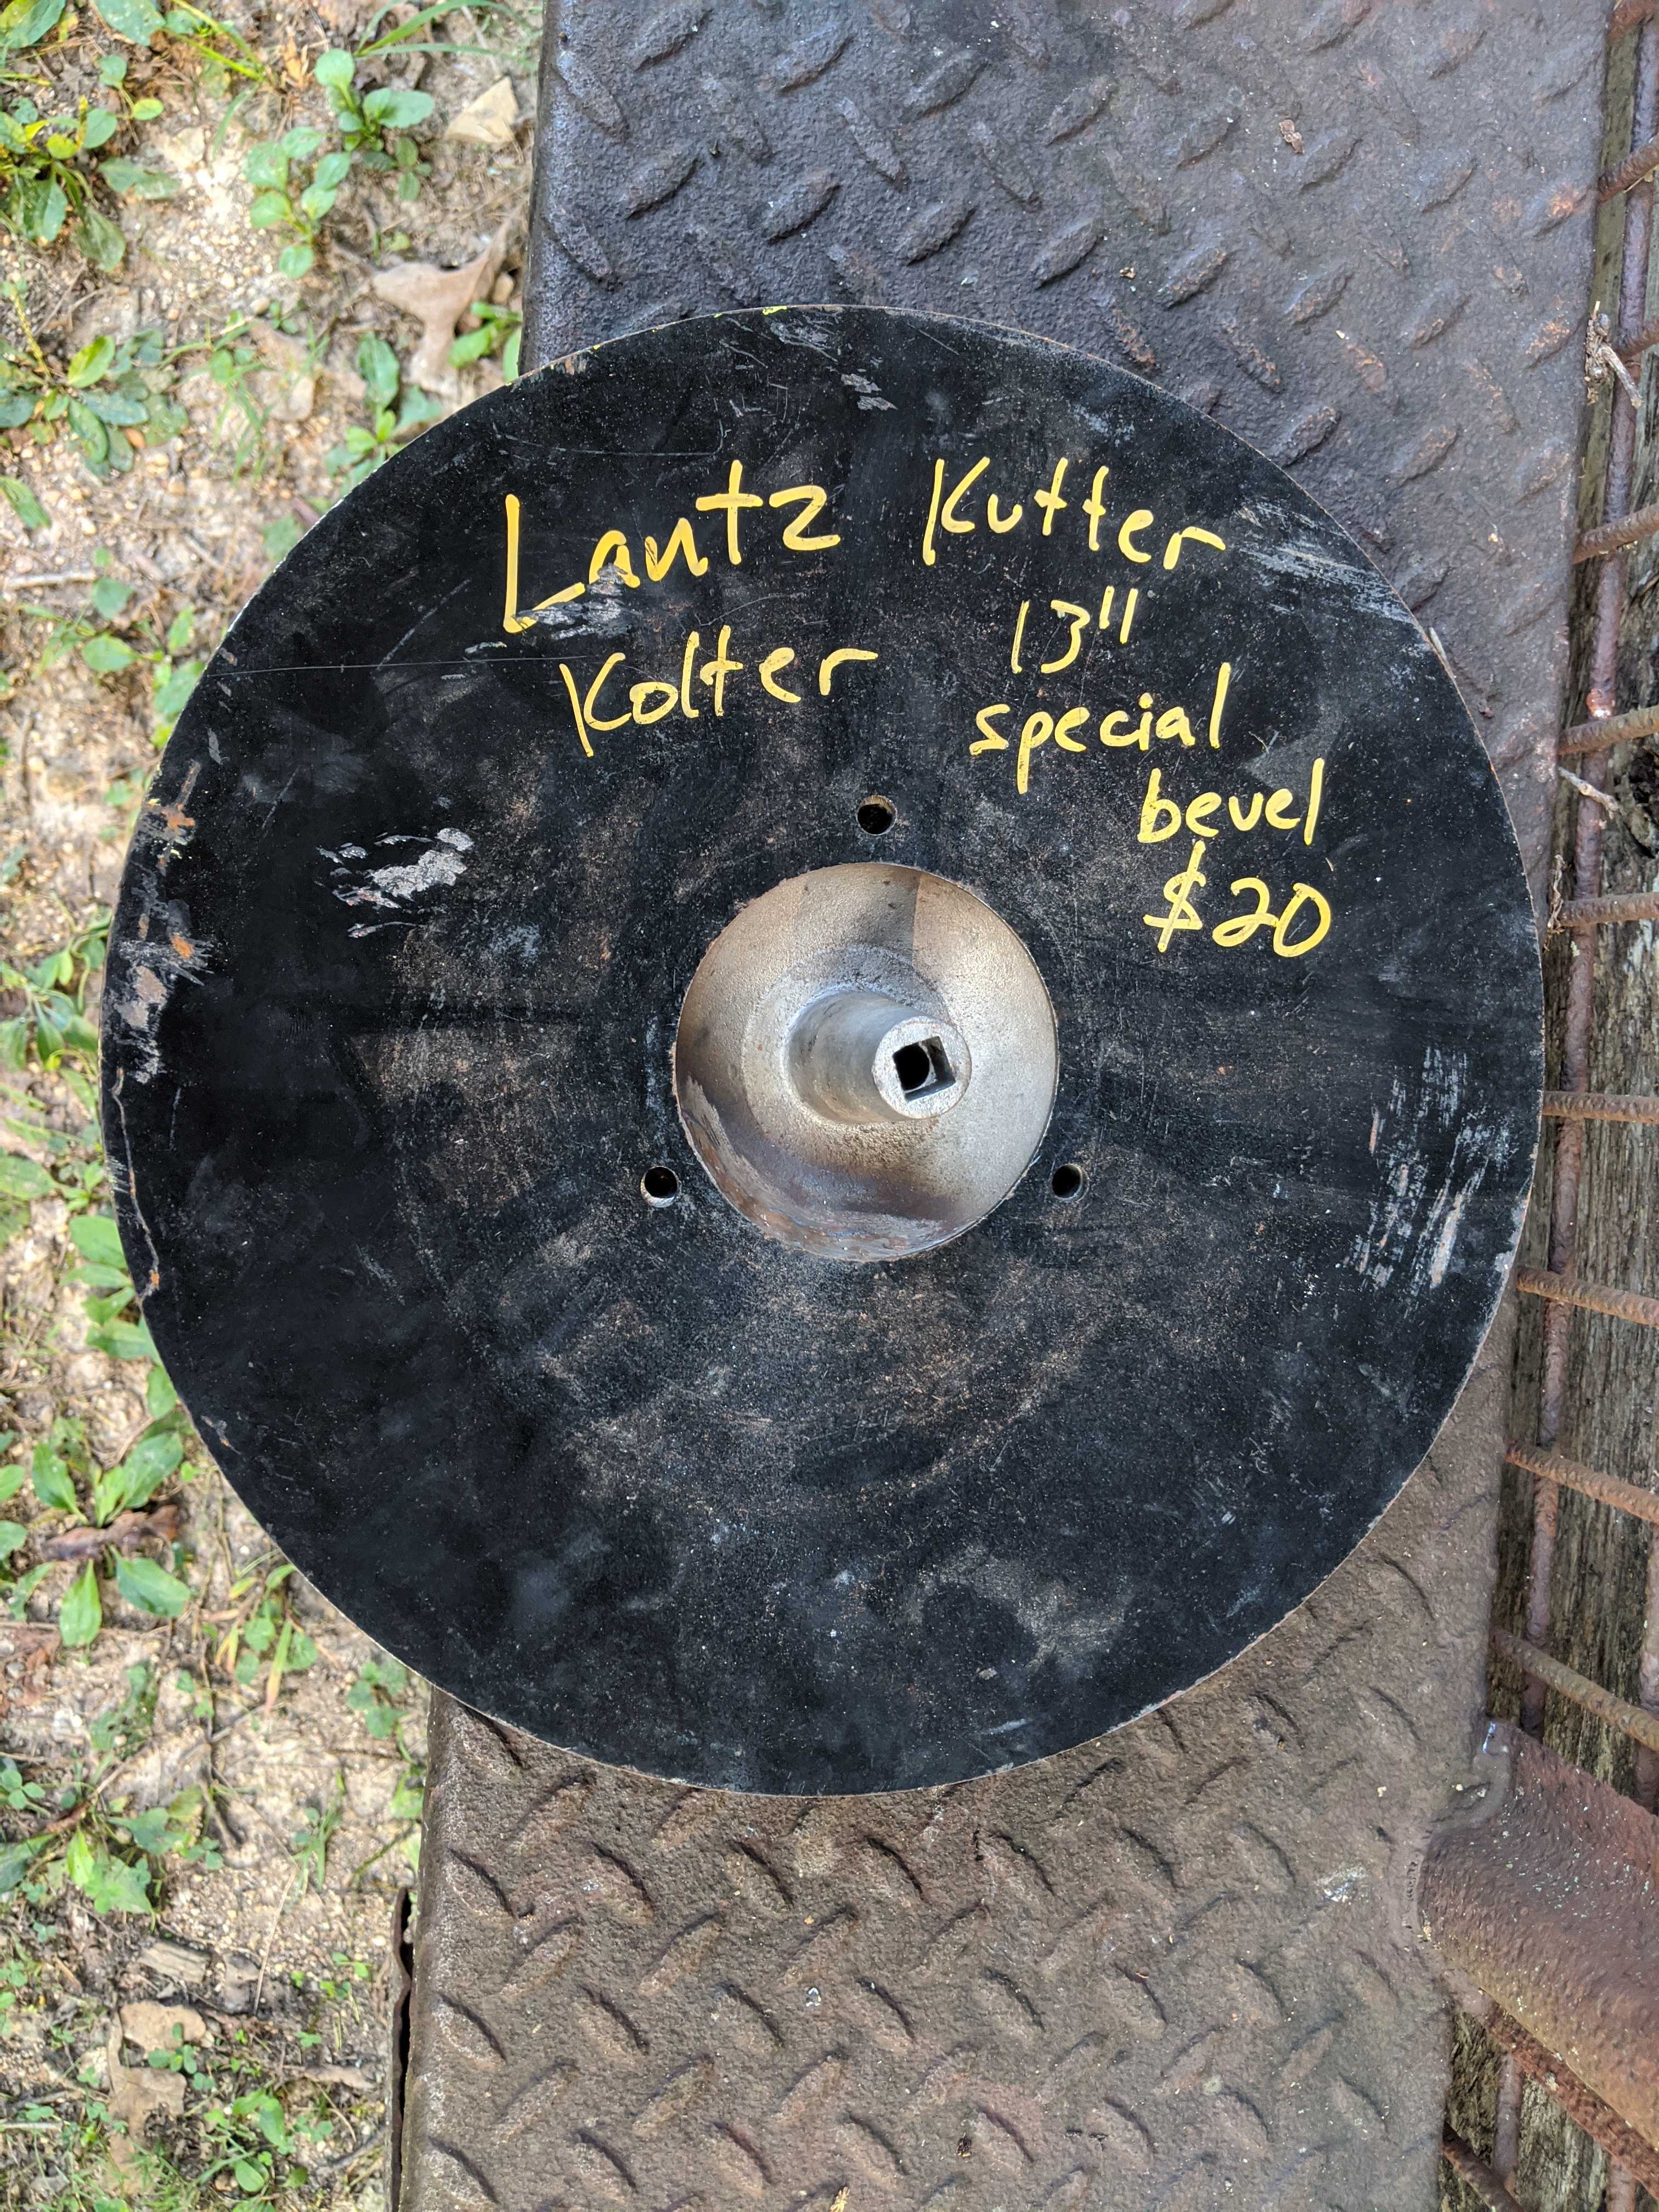 Lantz Kutter
Kolter 13"
special
bevel
$20